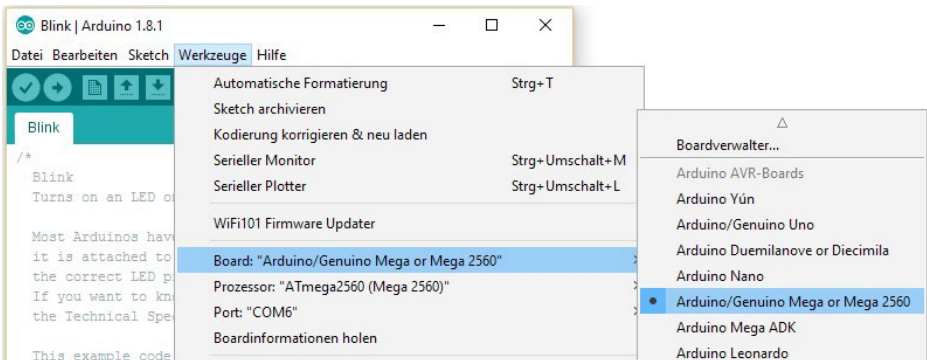 Blink | Arduino 1.8.1
Datei Bearbeiten Sketch Werkzeuge Hilfe
Blink
/*
Blink
Turns on an LED
Most Arduinos have
it is attached to
the correct LED
If you want to
the Technical
This example code
Automatische Formatierung Strg+T
Sketch archivieren
Kodierung korrigieren & neu laden
Serieller Monitor Strg+Umschalt+M
Serieller Plotter Strg+Umschalt+L
WiFi101 Firmware Updater
Board: "Arduino/Genuino Mega or Mega 2560"
Prozessor: "ATmega2560 (Mega 2560)"
Port: "COM6"
Boardinformationen holen
Boardverwalter...
Arduino AVR-Boards
Arduino Yún
Arduino/Genuino Uno
Arduino Duemilanove or Diecimila
Arduino Nano
Arduino/Genuino Mega or Mega 2560
Arduino Mega ADK
Arduino Leonardo